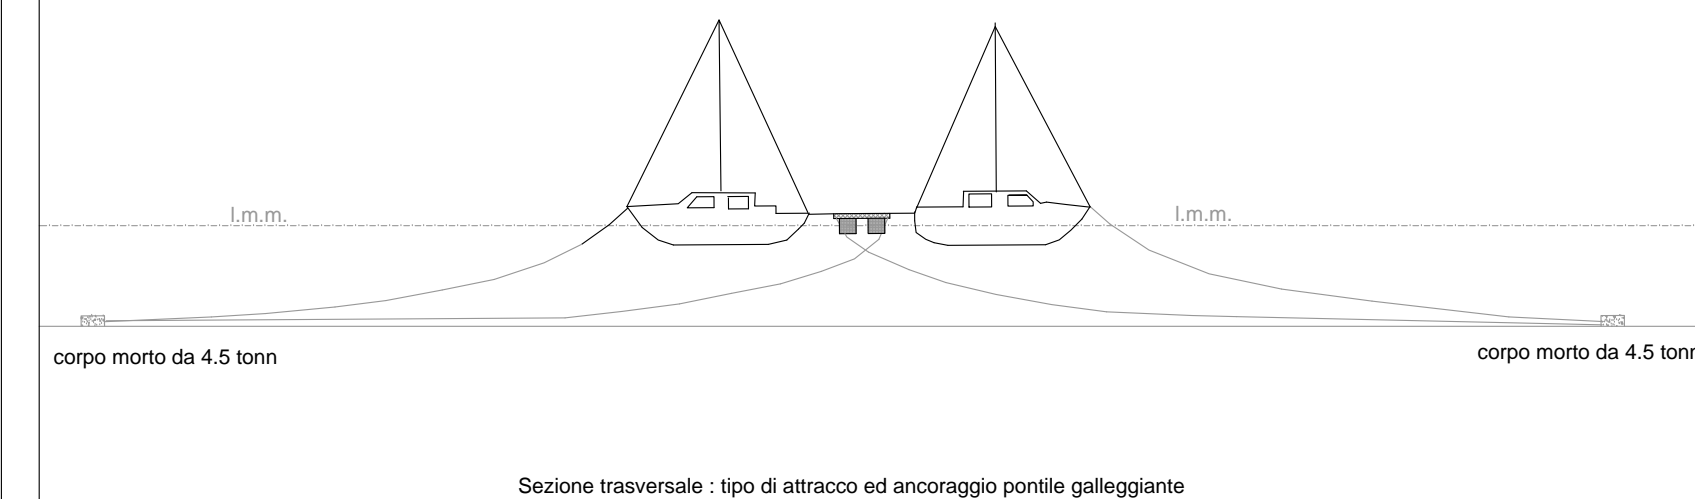 l.m.m.
l.m.m.
corpo morto da 4.5 tonn
corpo morto da 4.5 tonn
Sezione trasversale : tipo di attracco ed ancoraggio pontile galleggiante